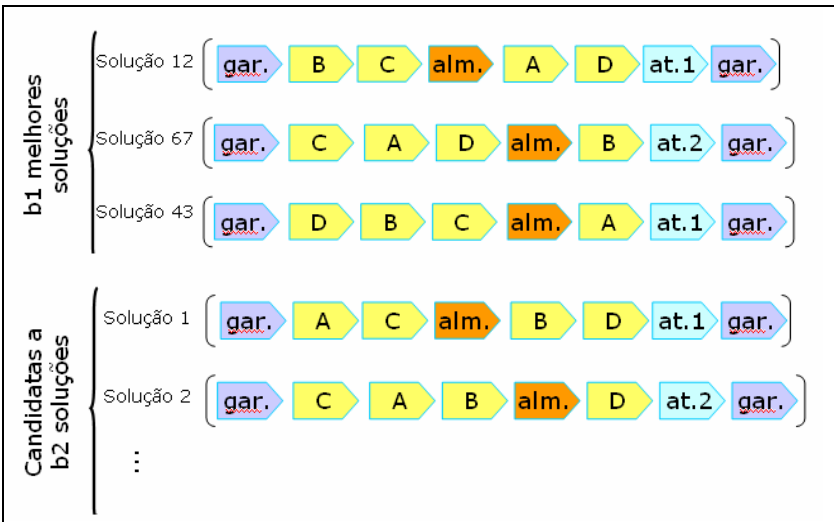 b1 melhores
soluções
Solução 12 ( gar. B C alm. A D at.1 gar. )
Solução 67 ( gar. C A D alm. B at.2 gar. )
Solução 43 ( gar. D B C alm. A at.1 gar. )
Candidatas a
b2 soluções
Solução 1 ( gar. A C alm. B D at.1 gar. )
Solução 2 ( gar. C A B alm. D at.2 gar. )
⋮